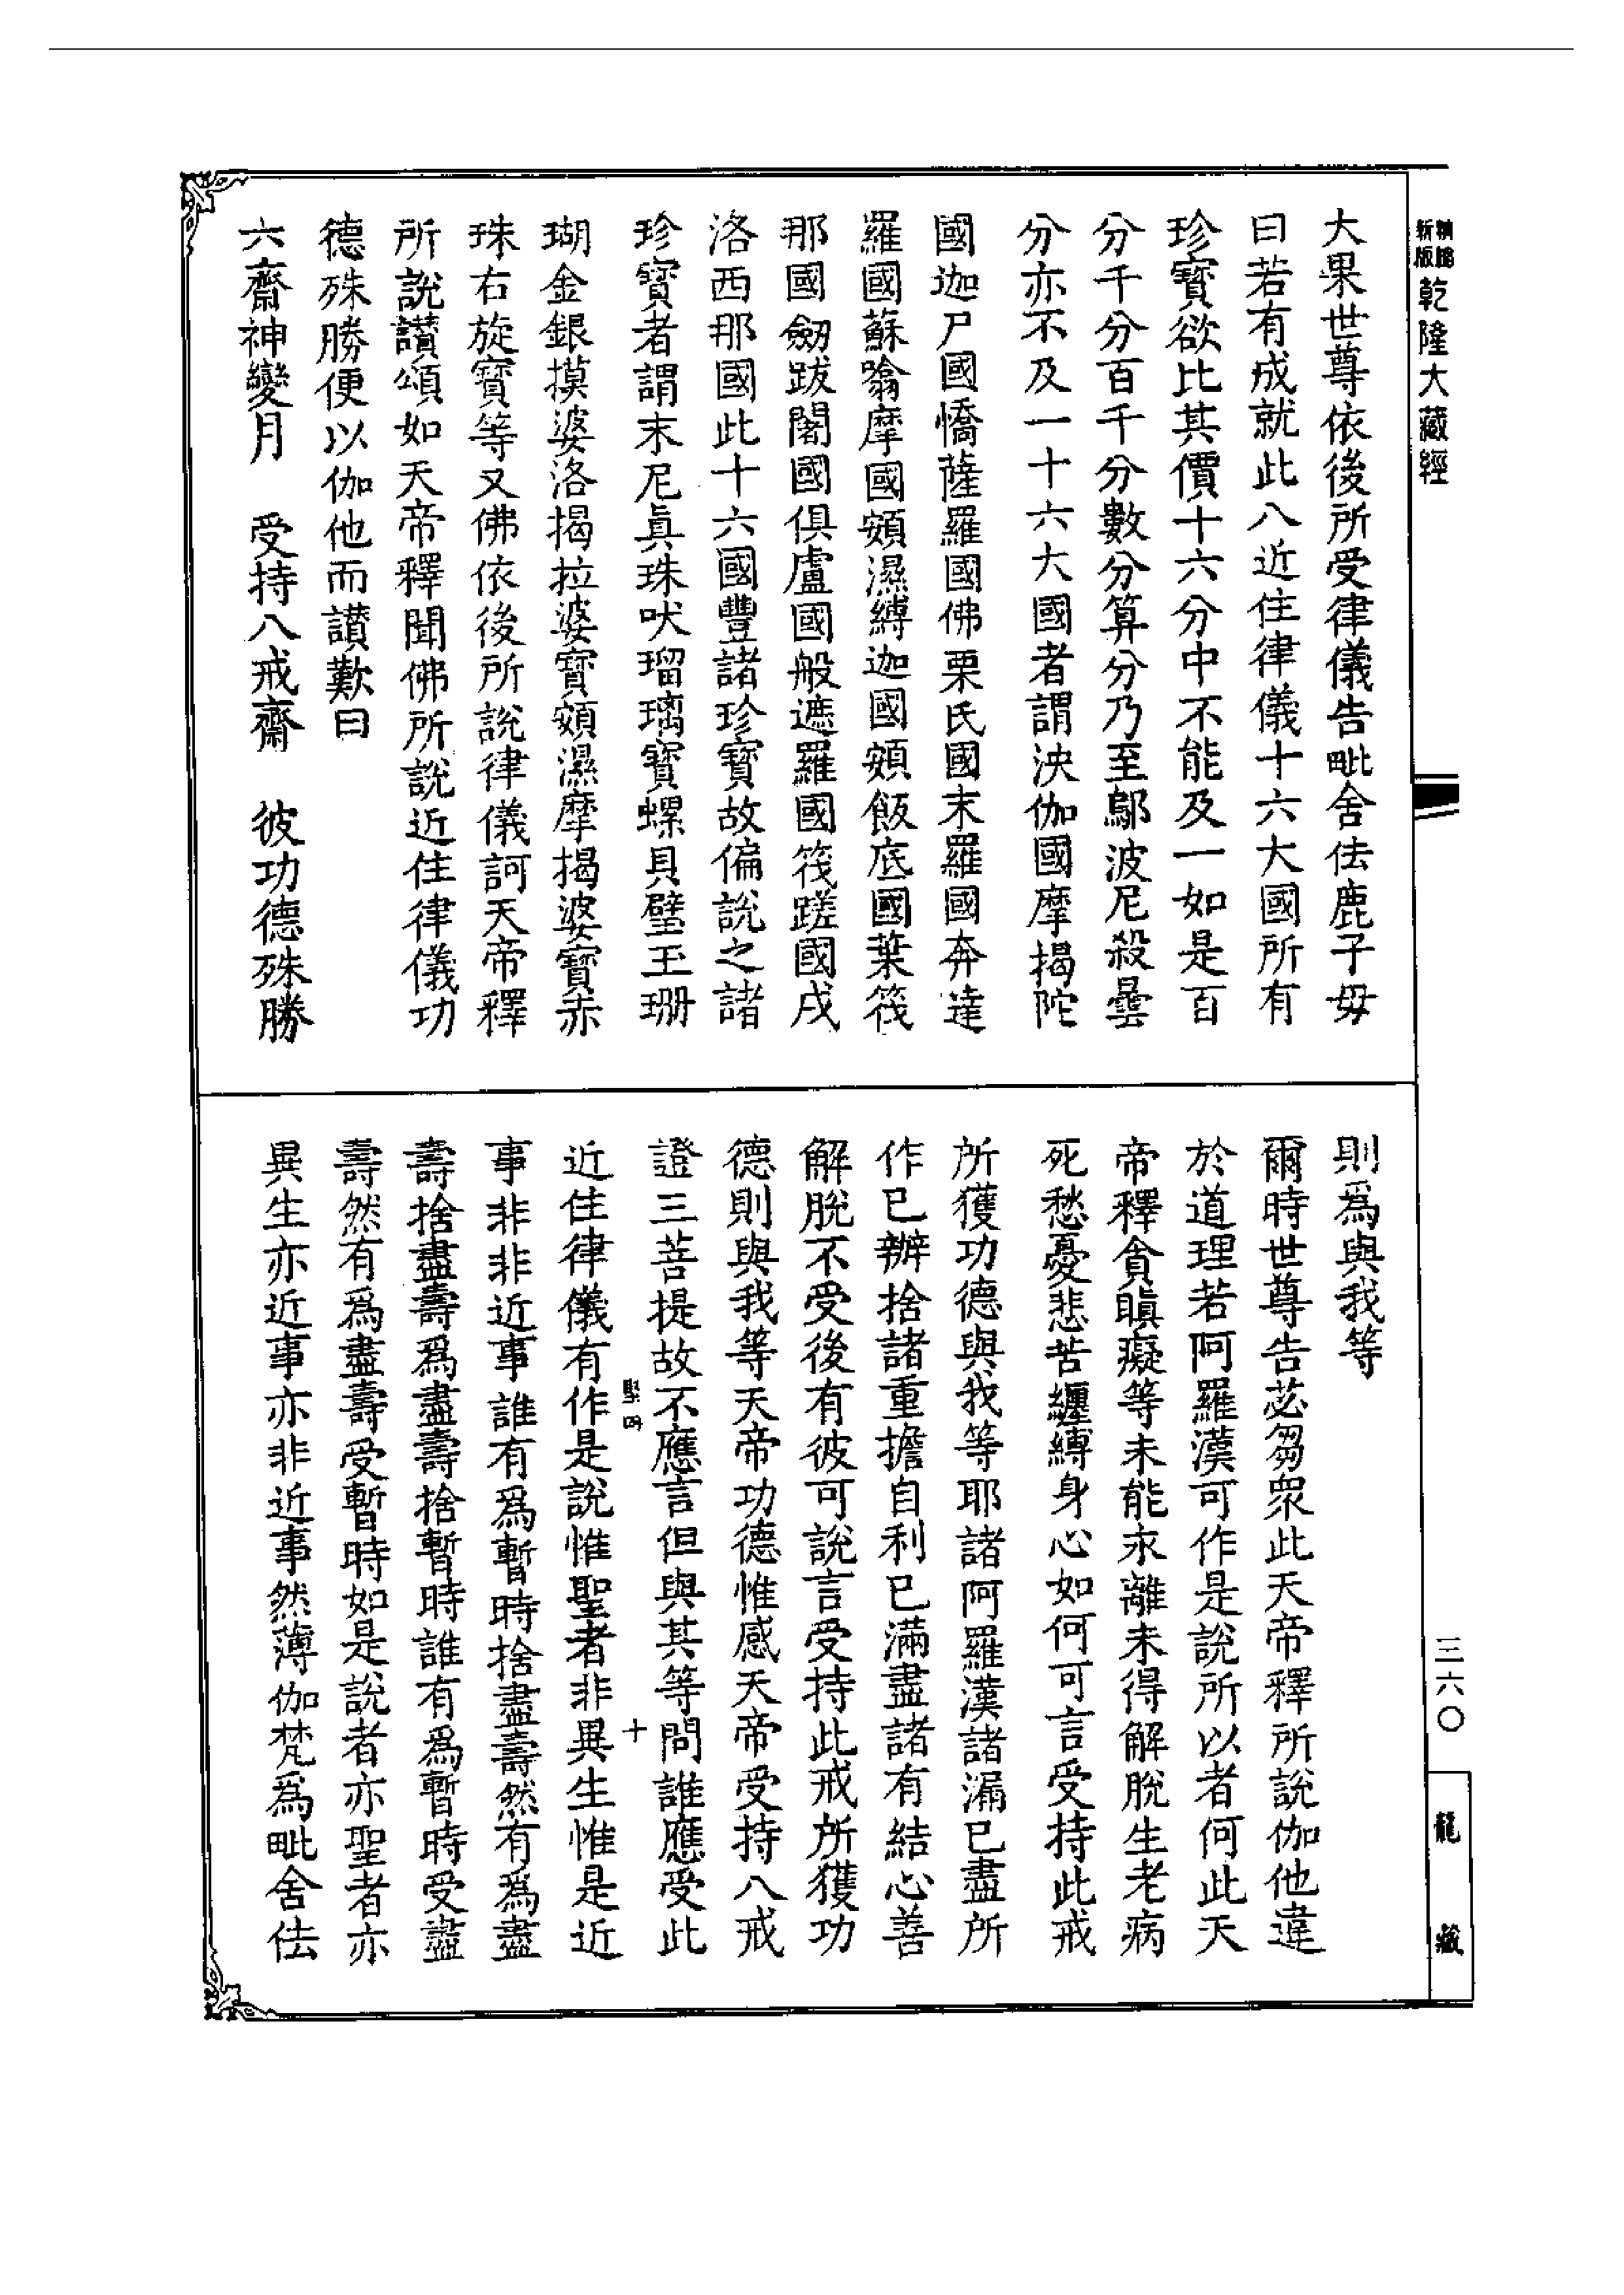 精縮
新版
乾隆大藏經
大果世尊依後所受律儀告毗舍佉鹿子毋
曰若有成就此八近住律儀十六大國所有
珍寶欲比其價十六分中不能及一如是百
分千分百千分數分算分乃至鄔波尼殺曇
分亦不及一十六大國者謂泱伽國摩揭陀
國迦尸國憍薩羅國佛栗氏國末羅國奔達
羅國蘇噏摩國頞濕縛迦國頞飯底國葉筏
那國劒跋闍國俱盧國般遮羅國筏蹉國戍
洛西那國此十六國豐諸珍寶故偏說之諸
珍寶者謂末尼眞珠吠瑠璃寶螺具璧玉珊
瑚金銀摸婆洛揭拉婆寶頞濕摩揭婆寶赤
珠右旋寶等又佛依後所說律儀訶天帝釋
所說讃頌如天帝釋聞佛所說近住律儀功
德殊勝便以伽他而讃歎曰
六齋神變月　受持八戒齋　彼功德殊勝
則爲與我等
爾時世尊告苾芻衆此天帝釋所說伽他違
於道理若阿羅漢可作是說所以者何此天
帝釋貪瞋癡等未能永離未得解脫生老病
死愁憂悲苦纏縛身心如何可言受持此戒
所獲功德與我等耶諸阿羅漢諸漏已盡所
作已辦捨諸重擔自利已滿盡諸有結心善
解脫不受後有彼可說言受持此戒所獲功
德則與我等天帝功德惟感天帝受持八戒
證三菩提故不應言但與其等問誰應受此
堅四　十
近住律儀有作是說惟聖者非異生惟是近
事非非近事誰有爲暫時捨盡壽然有爲盡
壽捨盡壽爲盡壽捨暫時誰有爲暫時受盡
壽然有爲盡壽受暫時如是說者亦聖者亦
異生亦近事亦非近事然薄伽梵爲毗舍佉
三六〇
龍藏